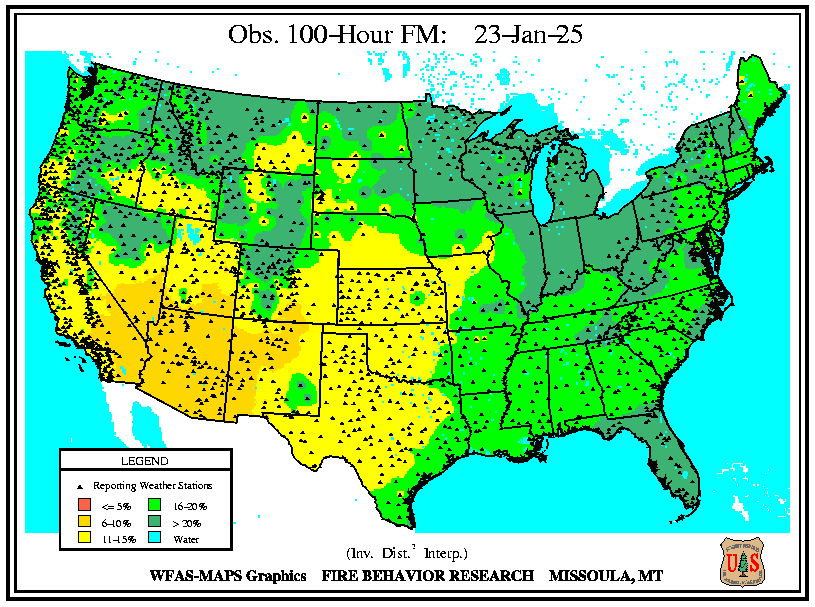 Obs. 100-Hour FM: 23-Jan-25
LEGEND
Reporting Weather Stations
<= 5% 16-20%
6-10% > 20%
11-15% Water
(Inv. Dist.² Interp.)
WFAS-MAPS Graphics FIRE BEHAVIOR RESEARCH MISSOULA, MT
U S